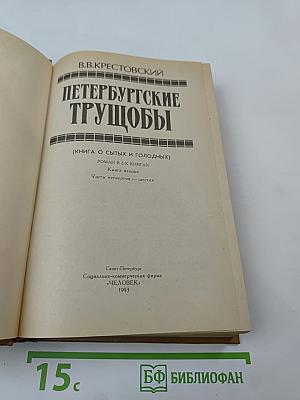 В.В.КРЕСТОВСКИЙ
ПЕТЕРБУРГСКИЕ
ТРУЩОБЫ
(КНИГА О СЫТЫХ И ГОЛОДНЫХ)
РОМАН В 2-Х КНИГАХ
Книга вторая
Части четвертая — шестая
Санкт-Петербург
Социально-коммерческая фирма
«ЧЕЛОВЕК»
1993
15с
БФ БИБЛИОФАН